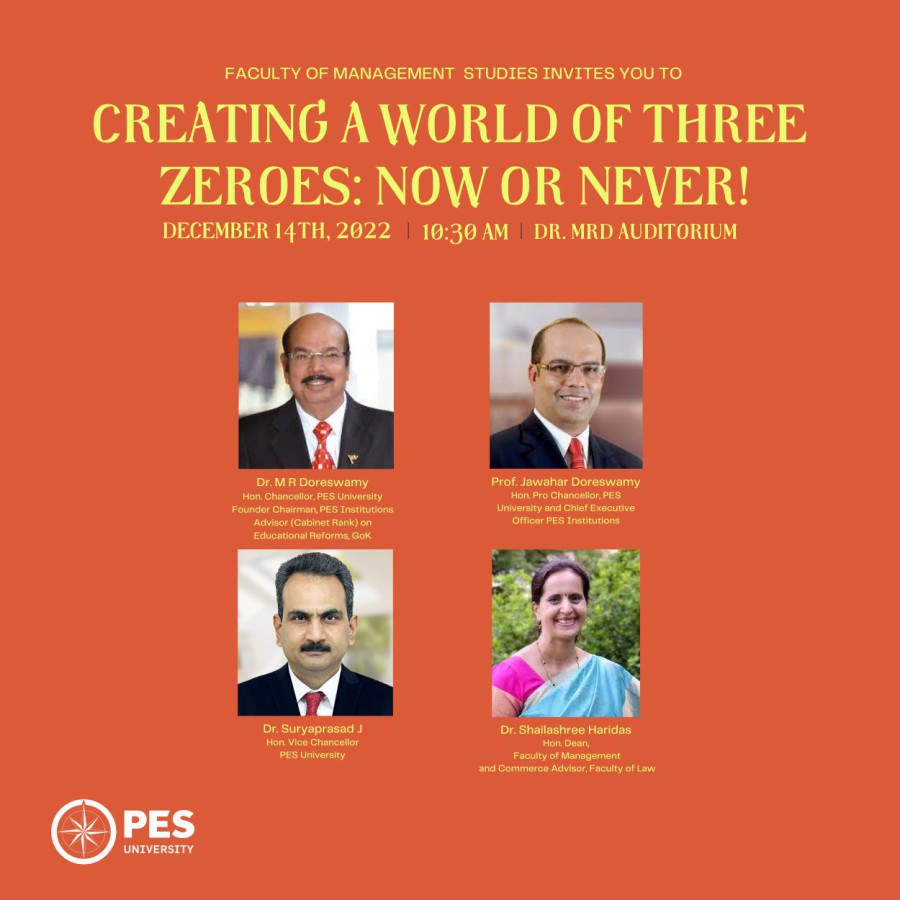 FACULTY OF MANAGEMENT STUDIES INVITES YOU TO
CREATING A WORLD OF THREE
ZEROES: NOW OR NEVER!
DECEMBER 14TH, 2022 | 10:30 AM | DR. MRD AUDITORIUM
Dr. M R Doreswamy
Hon. Chancellor, PES University
Founder Chairman, PES Institutions
Advisor (Cabinet Rank) on
Educational Reforms, GoK
Prof. Jawahar Doreswamy
Hon. Pro Chancellor, PES
University and Chief Executive
Officer PES Institutions
Dr. Suryaprasad J
Hon. Vice Chancellor
PES University
Dr. Shailashree Haridas
Hon. Dean,
Faculty of Management
and Commerce Advisor, Faculty of Law
PES
UNIVERSITY